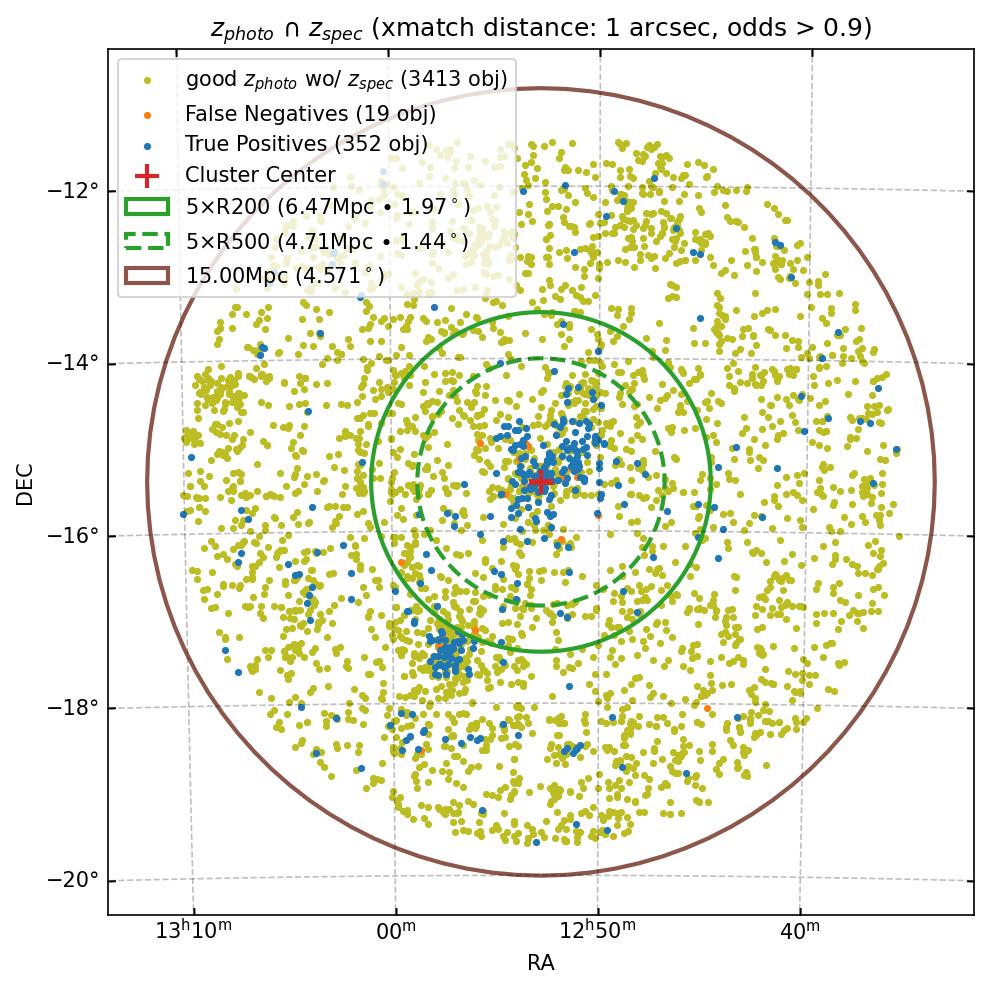 z_photo ∩ z_spec (xmatch distance: 1 arcsec, odds > 0.9)
good z_photo wo/ z_spec (3413 obj)
False Negatives (19 obj)
True Positives (352 obj)
Cluster Center
5×R200 (6.47Mpc • 1.97°)
5×R500 (4.71Mpc • 1.44°)
15.00Mpc (4.571°)
−12°
−14°
−16°
−18°
−20°
DEC
13h10m 00m 12h50m 40m
RA